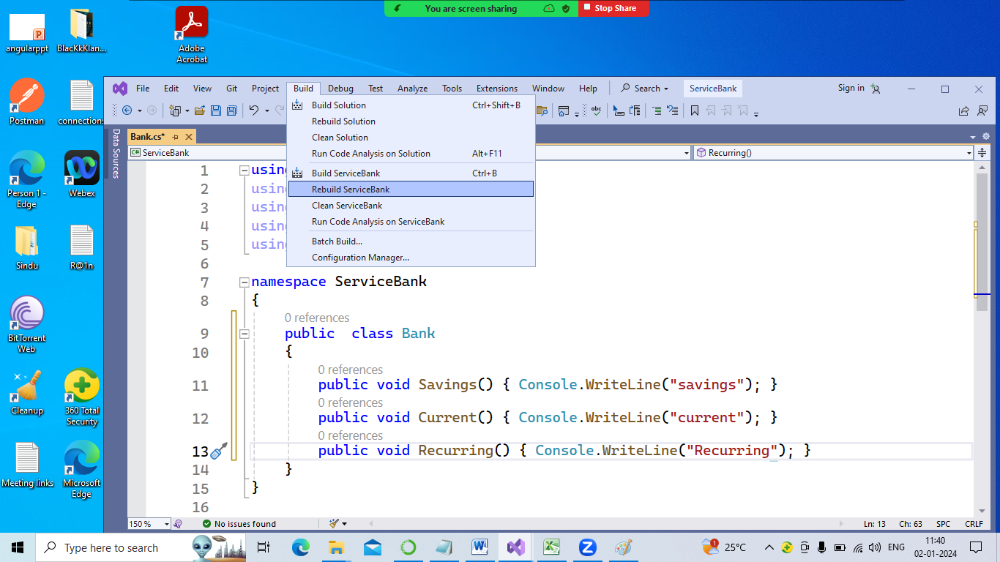 You are screen sharing
Stop Share
angularppt
BlacKkKlan...
Adobe
Acrobat
Postman
connections
Person 1 -
Edge
Webex
Sindu
R@1n
BitTorrent
Web
Cleanup
360 Total
Security
Meeting links
Microsoft
Edge
File Edit View Git Project Build Debug Test Analyze Tools Extensions Window Help Search ServiceBank Sign in
Data Sources
Bank.cs*
ServiceBank
Recurring()
Build Solution Ctrl+Shift+B
Rebuild Solution
Clean Solution
Run Code Analysis on Solution Alt+F11
Build ServiceBank Ctrl+B
Rebuild ServiceBank
Clean ServiceBank
Run Code Analysis on ServiceBank
Batch Build...
Configuration Manager...
1
2
3
4
5
6
7 namespace ServiceBank
8 {
0 references
9 public class Bank
10 {
0 references
11 public void Savings() { Console.WriteLine("savings"); }
0 references
12 public void Current() { Console.WriteLine("current"); }
0 references
13 public void Recurring() { Console.WriteLine("Recurring"); }
14 }
15 }
16
150 % No issues found Ln: 13 Ch: 63 SPC CRLF
Type here to search
25°C ENG
11:40
02-01-2024